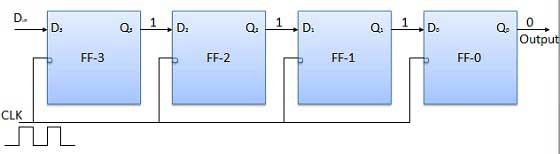 Din D₃ Q₃ 1 D₂ Q₂ 1 D₁ Q₁ 1 D₀ Q₀ 0
Output
FF-3 FF-2 FF-1 FF-0
CLK